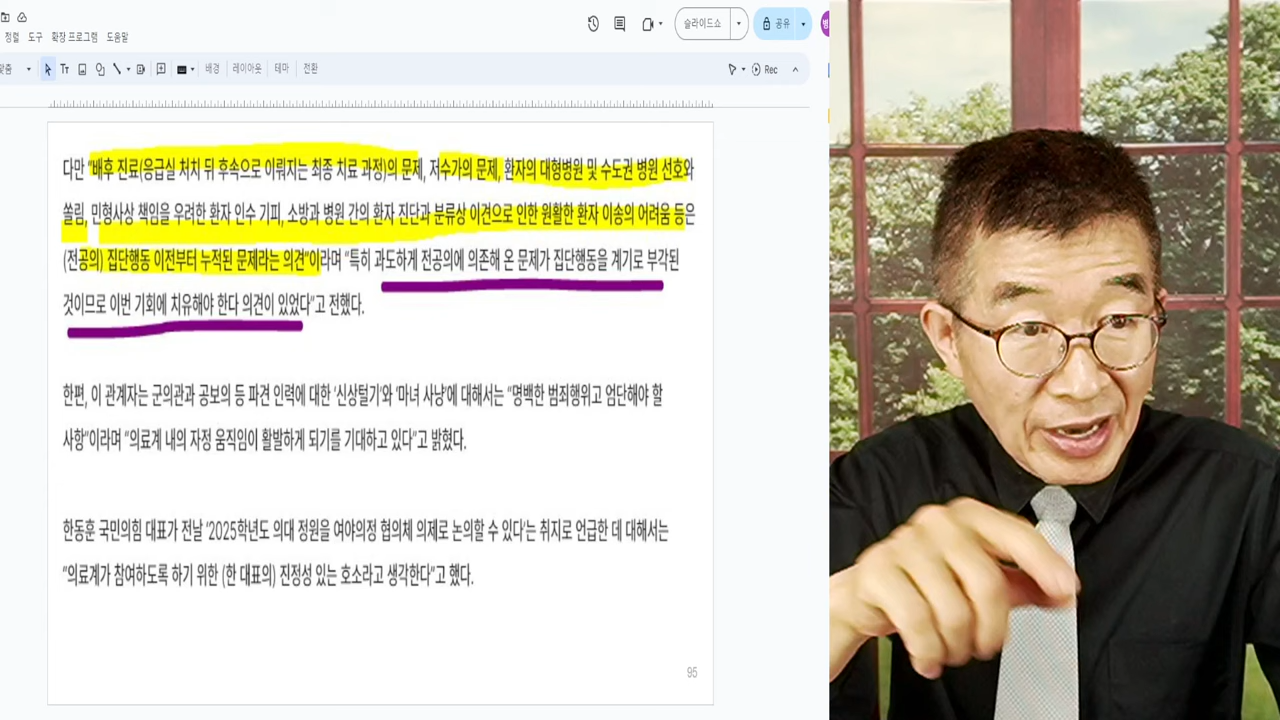 정렬 도구 확장 프로그램 도움말
슬라이드쇼
공유
맞춤
배경 레이아웃 테마 전환
Rec
다만 “배후 진료(응급실 처치 뒤 후속으로 이뤄지는 최종 치료 과정)의 문제, 저수가의 문제, 환자의 대형병원 및 수도권 병원 선호와
쏠림, 민형사상 책임을 우려한 환자 인수 기피, 소방과 병원 간의 환자 진단과 분류상 이견으로 인한 원활한 환자 이송의 어려움 등은
(전공의) 집단행동 이전부터 누적된 문제라는 의견”이라며 “특히 과도하게 전공의에 의존해 온 문제가 집단행동을 계기로 부각된
것이므로 이번 기회에 치유해야 한다 의견이 있었다”고 전했다.
한편, 이 관계자는 군의관과 공보의 등 파견 인력에 대한 ‘신상털기’와 ‘마녀 사냥’에 대해서는 “명백한 범죄행위고 엄단해야 할
사항”이라며 “의료계 내의 자정 움직임이 활발하게 되기를 기대하고 있다”고 밝혔다.
한동훈 국민의힘 대표가 전날 ‘2025학년도 의대 정원을 여야의정 협의체 의제로 논의할 수 있다’는 취지로 언급한 데 대해서는
“의료계가 참여하도록 하기 위한 (한 대표의) 진정성 있는 호소라고 생각한다”고 했다.
95